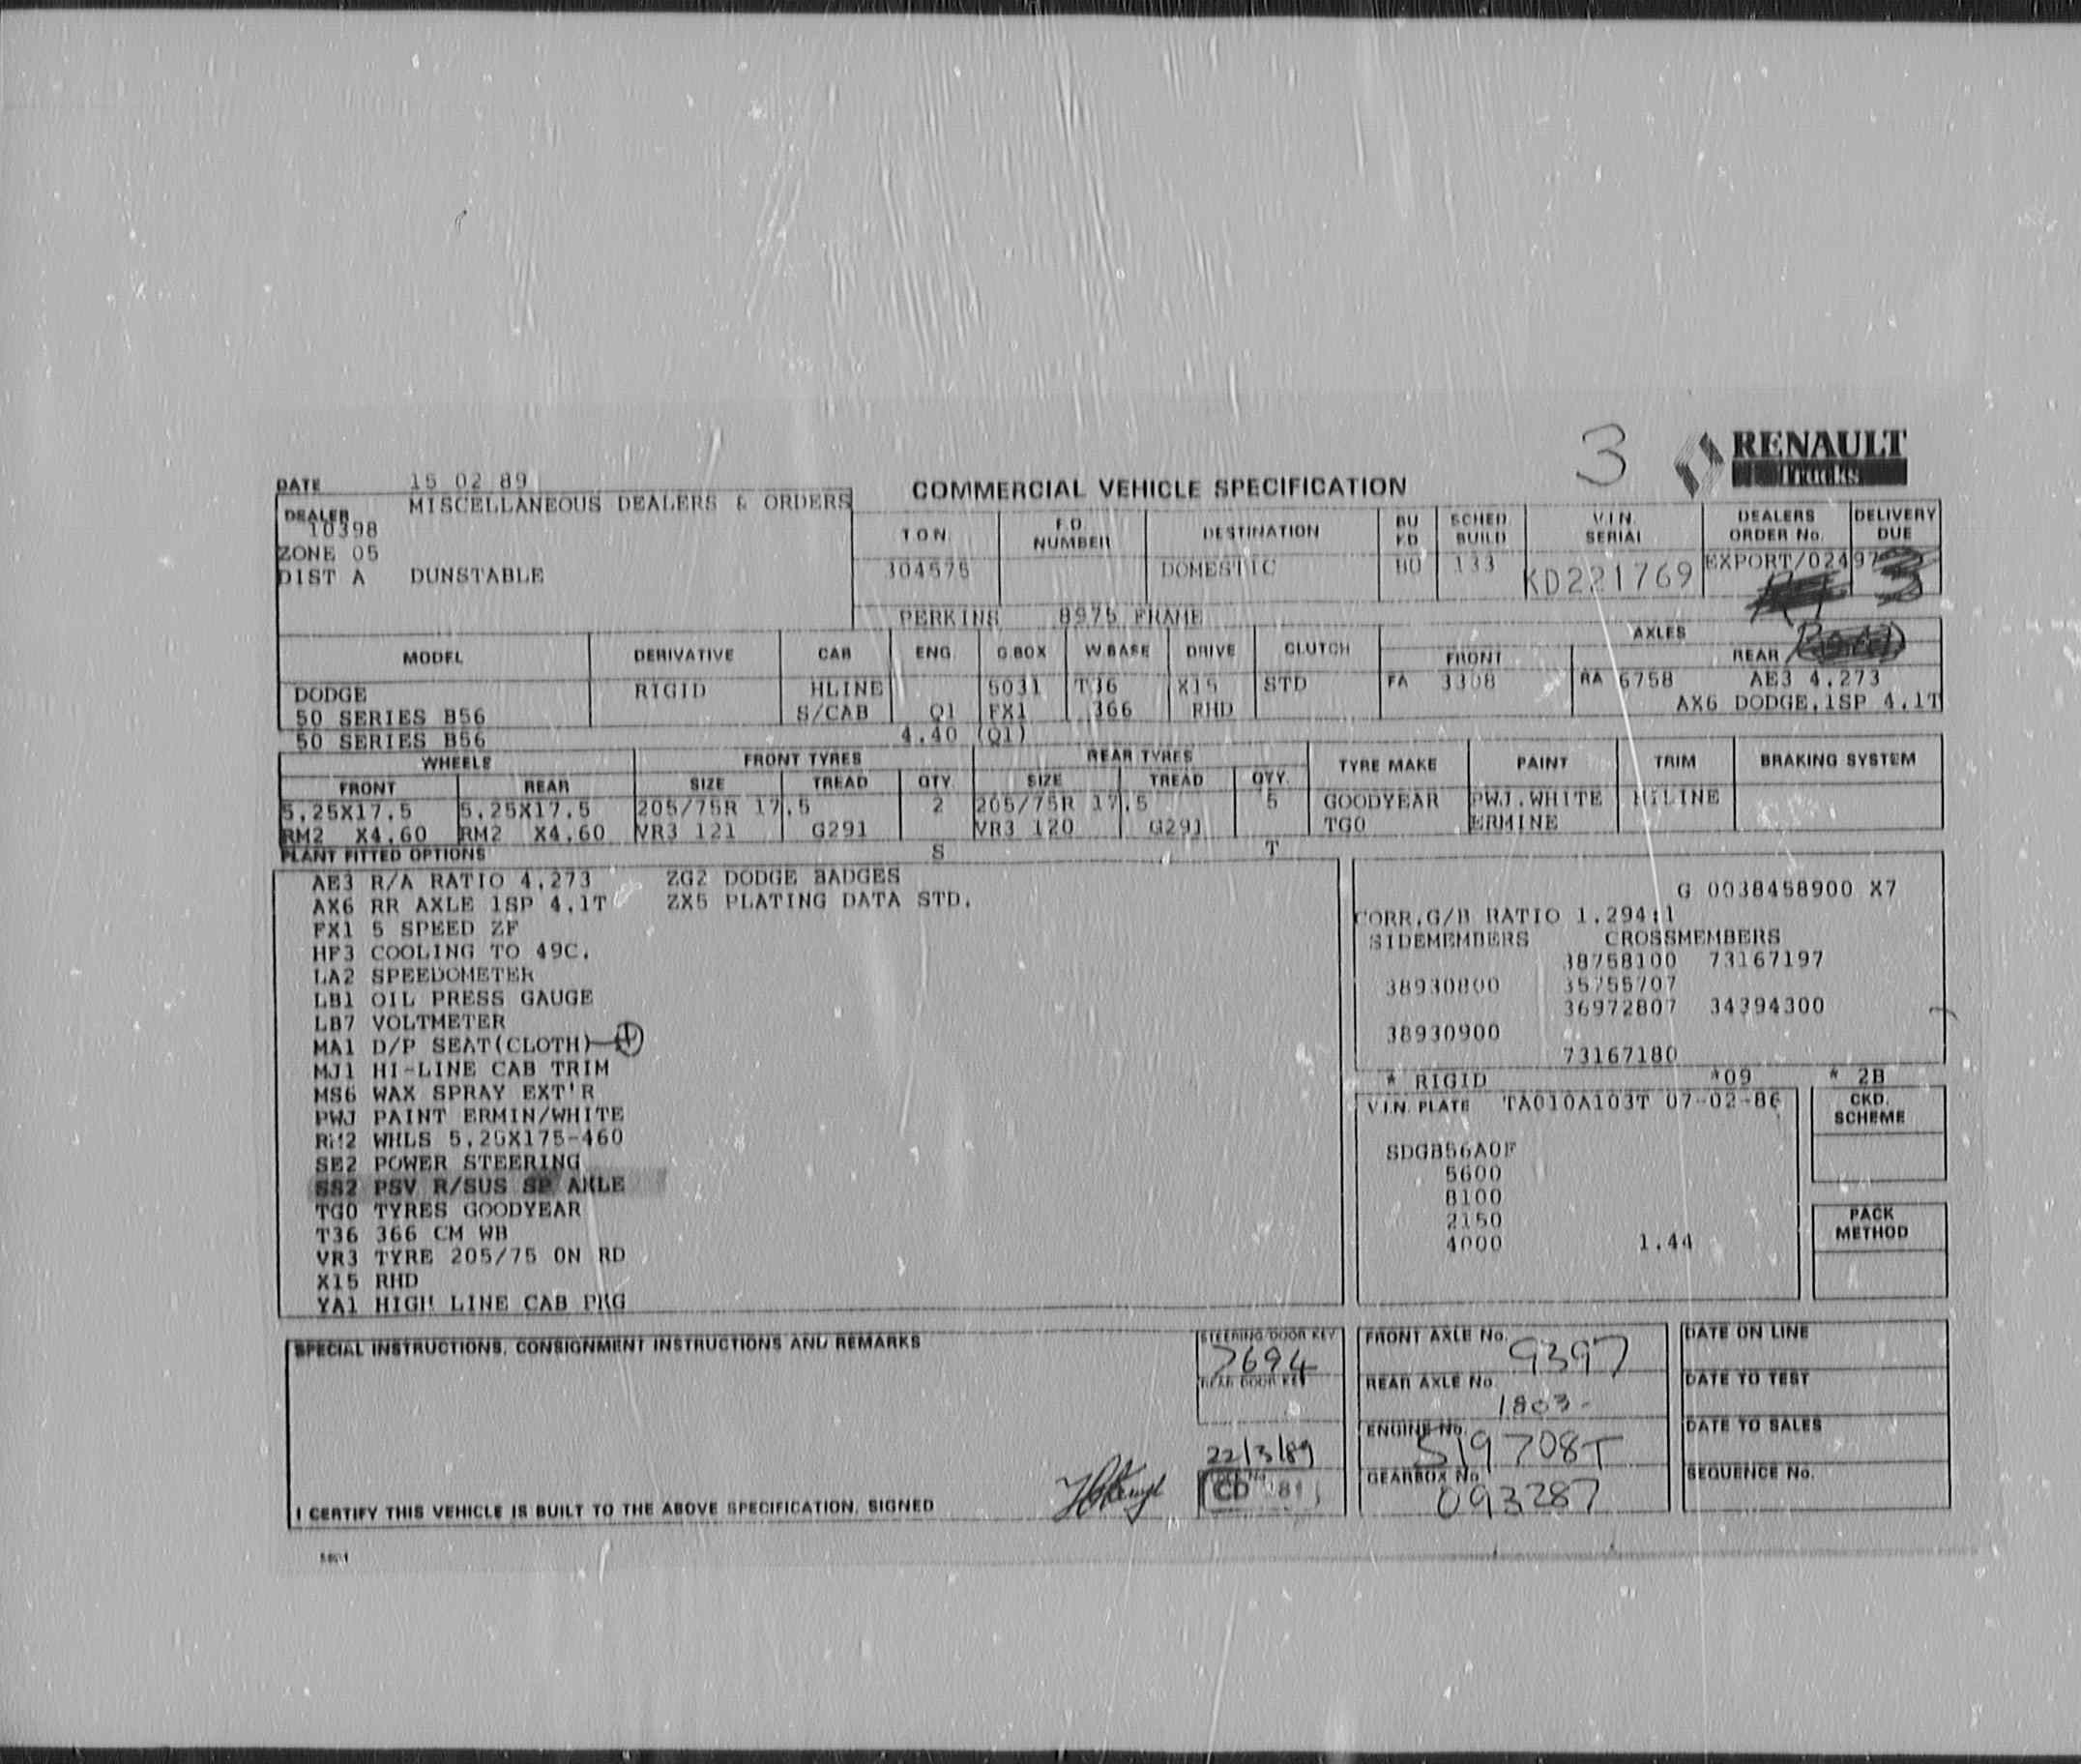 3
RENAULT
Trucks
COMMERCIAL VEHICLE SPECIFICATION
DATE 15 02 89
DEALER MISCELLANEOUS DEALERS & ORDERS
10398
ZONE 05
DIST A DUNSTABLE
T.O.N. F.O. NUMBER DESTINATION SCHED. BUILD V.I.N. SERIAL DEALERS ORDER No. DELIVERY DUE
304575 DOMESTIC 80 133 KD221769 EXPORT/02497 3
PERKINS 8975 FRAME
MODEL DERIVATIVE CAB ENG. G.BOX W.BASE DRIVE CLUTCH AXLES
FRONT REAR
DODGE RIGID HLINE 5031 T36 X15 STD FA 3308 RA 6758 AE3 4.273
50 SERIES B56 S/CAB Q1 FX1 366 RHD AX6 DODGE,1SP 4.1T
50 SERIES B56 4.40 (Q1)
WHEELS FRONT TYRES REAR TYRES TYRE MAKE PAINT TRIM BRAKING SYSTEM
FRONT REAR SIZE TREAD QTY. SIZE TREAD QTY.
5.25X17.5 5.25X17.5 205/75R 17.5 2 205/75R 17.5 5 GOODYEAR PWJ.WHITE HILINE
RM2 X4.60 RM2 X4.60 VR3 121 G291 VR3 120 G291 TG0 ERMINE
PLANT FITTED OPTIONS S T
AE3 R/A RATIO 4.273 ZG2 DODGE BADGES
AX6 RR AXLE 1SP 4.1T ZX5 PLATING DATA STD.
FX1 5 SPEED ZF
HF3 COOLING TO 49C.
LA2 SPEEDOMETER
LB1 OIL PRESS GAUGE
LB7 VOLTMETER
MA1 D/P SEAT(CLOTH)
MJ1 HI-LINE CAB TRIM
MS6 WAX SPRAY EXT'R
PWJ PAINT ERMIN/WHITE
RM2 WHLS 5.25X175-460
SE2 POWER STEERING
SS2 PSV R/SUS SP AXLE
TG0 TYRES GOODYEAR
T36 366 CM WB
VR3 TYRE 205/75 ON RD
X15 RHD
YA1 HIGH LINE CAB PKG
G 0038458900 X7
CORR.G/B RATIO 1.294:1
SIDEMEMBERS CROSSMEMBERS
38758100 73167197
38930800 35755707
36972807 34394300
38930900
73167180
* RIGID *09 * 2B
V.I.N. PLATE TA010A103T 07-02-86 CKD. SCHEME
SDGB56A0F
5600
8100
2150
4000 1.44
PACK METHOD
SPECIAL INSTRUCTIONS, CONSIGNMENT INSTRUCTIONS AND REMARKS
STEERING/DOOR KEY
7694
REAR DOOR KEY
22/3/89
CD 81
FRONT AXLE No. 9397
REAR AXLE No. 1803-
ENGINE No. 519708T
GEARBOX No. 093287
DATE ON LINE
DATE TO TEST
DATE TO SALES
SEQUENCE No.
I CERTIFY THIS VEHICLE IS BUILT TO THE ABOVE SPECIFICATION. SIGNED